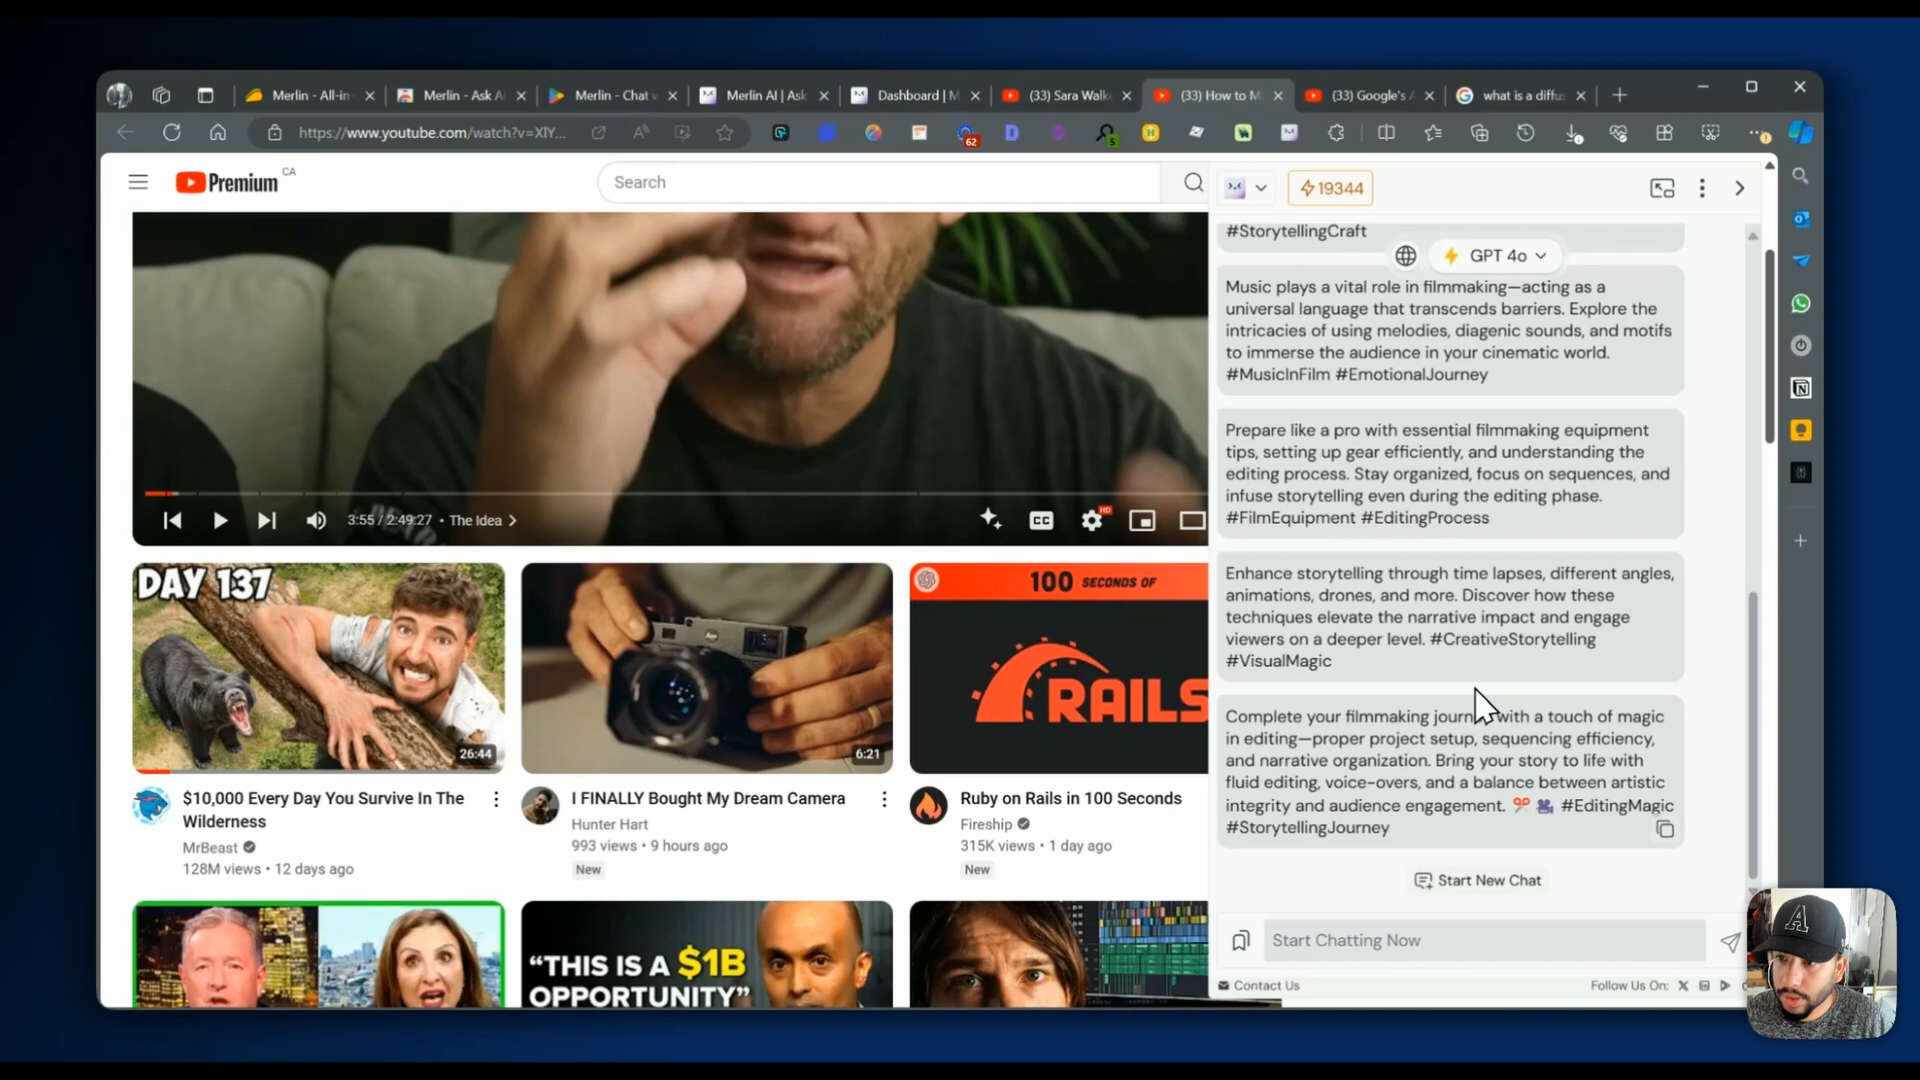 Merlin - All-in-
Merlin - Ask A
Merlin - Chat
Merlin AI | Ask
Dashboard | M
(33) Sara Walk
(33) How to M
(33) Google's
what is a diffus
https://www.youtube.com/watch?v=XlY...
62
5
Premium
CA
Search
19344
#StorytellingCraft
GPT 4o
Music plays a vital role in filmmaking—acting as a
universal language that transcends barriers. Explore the
intricacies of using melodies, diagenic sounds, and motifs
to immerse the audience in your cinematic world.
#MusicInFilm #EmotionalJourney
Prepare like a pro with essential filmmaking equipment
tips, setting up gear efficiently, and understanding the
editing process. Stay organized, focus on sequences, and
infuse storytelling even during the editing phase.
#FilmEquipment #EditingProcess
Enhance storytelling through time lapses, different angles,
animations, drones, and more. Discover how these
techniques elevate the narrative impact and engage
viewers on a deeper level. #CreativeStorytelling
#VisualMagic
Complete your filmmaking journ with a touch of magic
in editing—proper project setup, sequencing efficiency,
and narrative organization. Bring your story to life with
fluid editing, voice-overs, and a balance between artistic
integrity and audience engagement. #EditingMagic
#StorytellingJourney
Start New Chat
Start Chatting Now
Contact Us
Follow Us On:
3:55 / 2:49:27 • The Idea
CC
HD
DAY 137
26:44
$10,000 Every Day You Survive In The
Wilderness
MrBeast
128M views • 12 days ago
6:21
I FINALLY Bought My Dream Camera
Hunter Hart
993 views • 9 hours ago
New
100 SECONDS OF
RAILS
Ruby on Rails in 100 Seconds
Fireship
315K views • 1 day ago
New
“THIS IS A $1B
OPPORTUNITY”
A